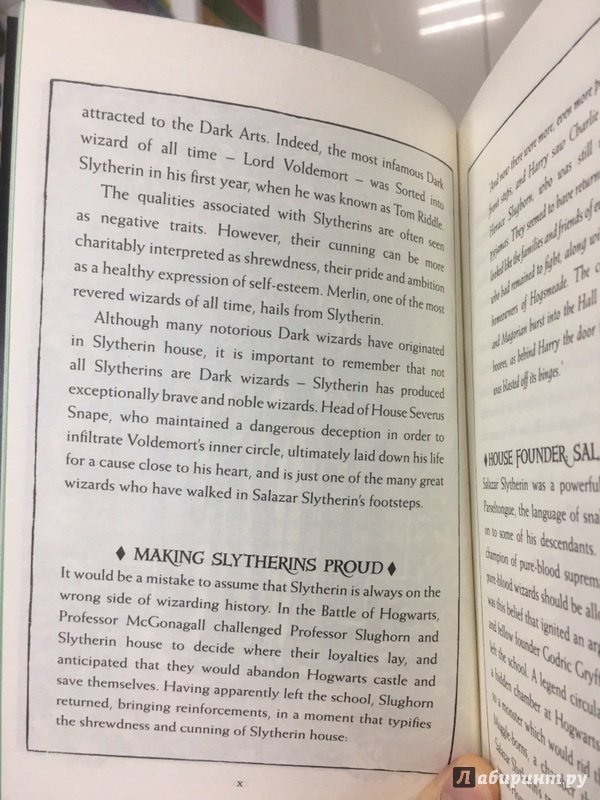 attracted to the Dark Arts. Indeed, the most infamous Dark
wizard of all time – Lord Voldemort – was Sorted into
Slytherin in his first year, when he was known as Tom Riddle.
The qualities associated with Slytherins are often seen
as negative traits. However, their cunning can be more
charitably interpreted as shrewdness, their pride and ambition
as a healthy expression of self-esteem. Merlin, one of the most
revered wizards of all time, hails from Slytherin.
Although many notorious Dark wizards have originated
in Slytherin house, it is important to remember that not
all Slytherins are Dark wizards – Slytherin has produced
exceptionally brave and noble wizards. Head of House Severus
Snape, who maintained a dangerous deception in order to
infiltrate Voldemort's inner circle, ultimately laid down his life
for a cause close to his heart, and is just one of the many great
wizards who have walked in Salazar Slytherin's footsteps.
♦ MAKING SLYTHERINS PROUD ♦
It would be a mistake to assume that Slytherin is always on the
wrong side of wizarding history. In the Battle of Hogwarts,
Professor McGonagall challenged Professor Slughorn and
Slytherin house to decide where their loyalties lay, and
anticipated that they would abandon Hogwarts castle and
save themselves. Having apparently left the school, Slughorn
returned, bringing reinforcements, in a moment that typifies
the shrewdness and cunning of Slytherin house:
x
'And now there were more, even more
front steps, and Harry saw Charlie
Horace Slughorn, who was still
pyjamas. They seemed to have returned
looked like the families and friends of
who had remained to fight, along
homeowners of Hogsmeade. The
and Magorian burst into the Hall
hooves, as behind Harry the door
was blasted off its hinges.'
♦ HOUSE FOUNDER:
Salazar Slytherin was a powerful
Parseltongue, the language of
on to some of his descendants.
champion of pure-blood
pure-blood wizards should be
was this belief that ignited an
and fellow founder Godric
left the school. A legend
a hidden chamber at Hogwarts
to a monster which would rid
Muggle-borns, a chamber
Salazar Slytherin's
Лабиринт.ру